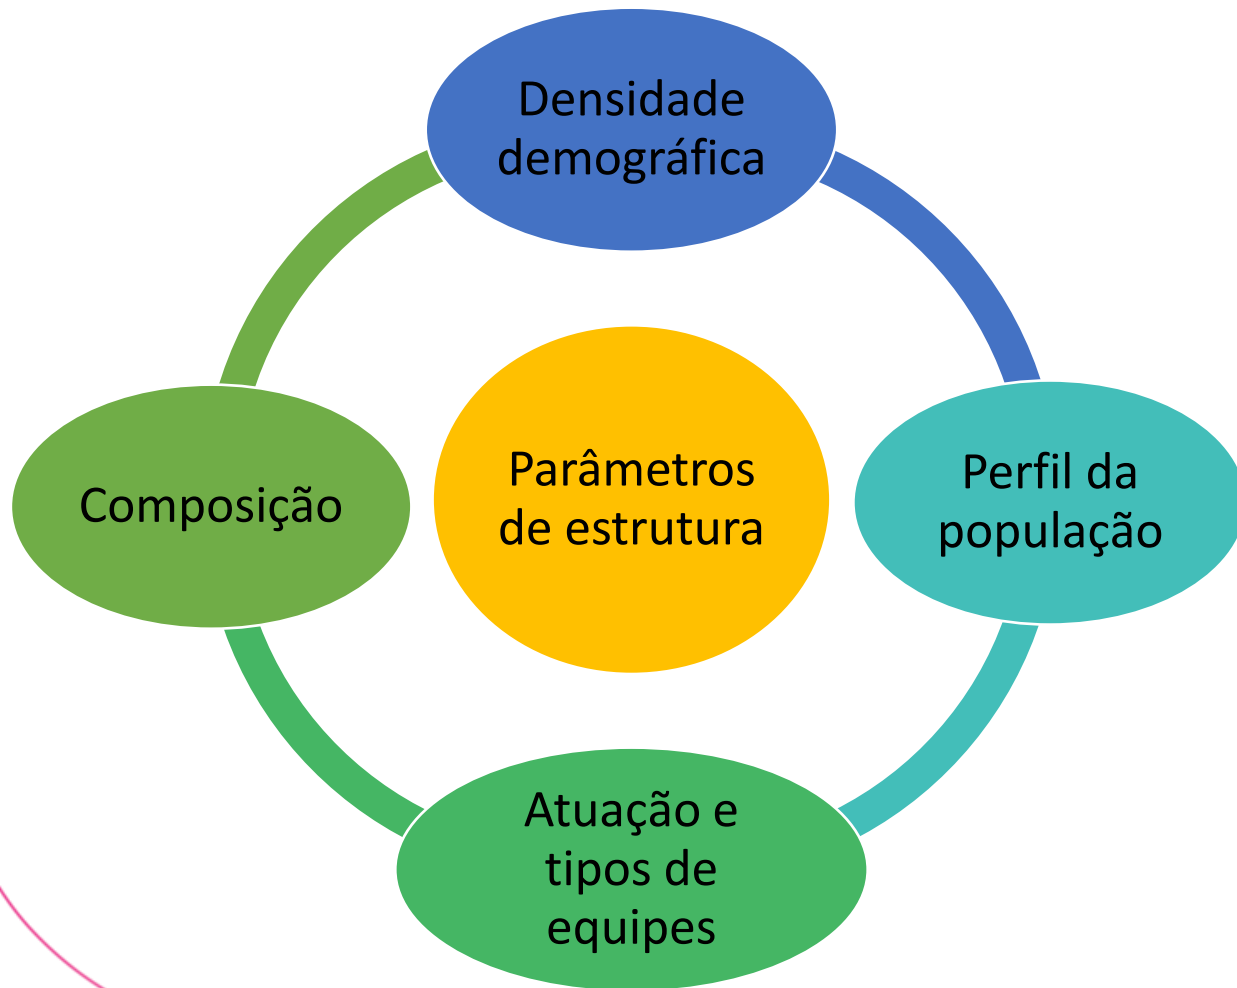 Densidade
demográfica
Parâmetros
de estrutura
Perfil da
população
Composição
Atuação e
tipos de
equipes